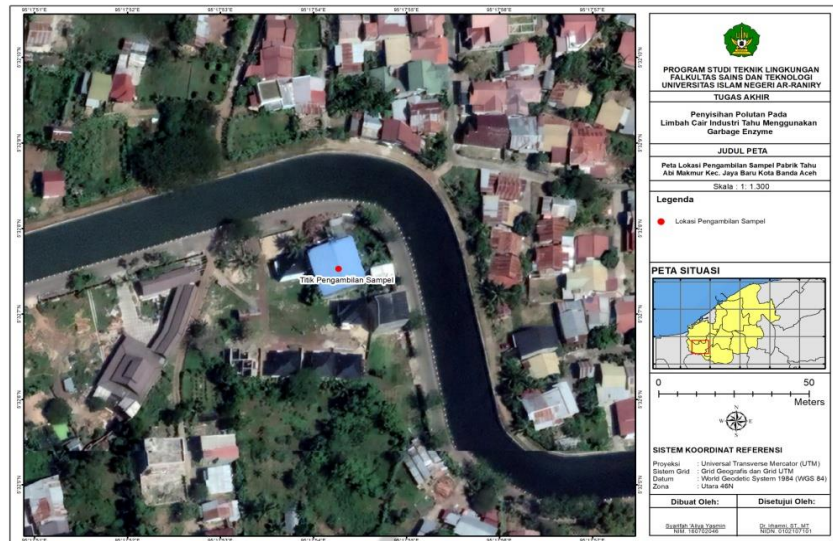 PROGRAM STUDI TEKNIK LINGKUNGAN
FALKULTAS SAINS DAN TEKNOLOGI
UNIVERSITAS ISLAM NEGERI AR-RANIRY
TUGAS AKHIR
Penyisihan Polutan Pada
Limbah Cair Industri Tahu Menggunakan
Garbage Enzyme
JUDUL PETA
Peta Lokasi Pengambilan Sampel Pabrik Tahu
Abi Makmur Kec. Jaya Baru Kota Banda Aceh
Skala : 1: 1.300
Legenda
Lokasi Pengambilan Sampel
Titik Pengambilan Sampel
PETA SITUASI
0 50
Meters
N
W E
S
SISTEM KOORDINAT REFERENSI
Proyeksi : Universal Transverse Mercator (UTM)
Sistem Grid : Grid Geografis dan Grid UTM
Datum : World Geodetic System 1984 (WGS 84)
Zona : Utara 46N
Dibuat Oleh: Disetujui Oleh:
NIM. 160702046 NIDN. 0102107101